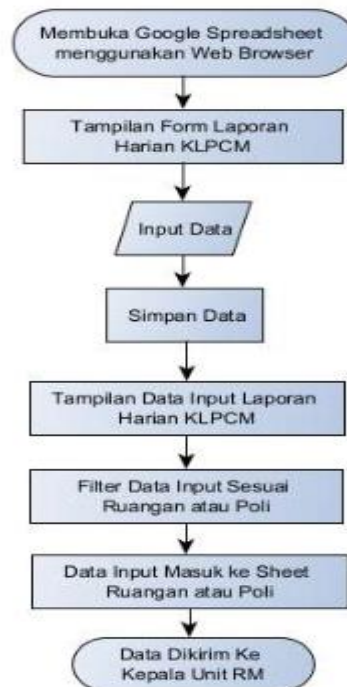 Membuka Google Spreadsheet
menggunakan Web Browser
Tampilan Form Laporan
Harian KLPCM
Input Data
Simpan Data
Tampilan Data Input Laporan
Harian KLPCM
Filter Data Input Sesuai
Ruangan atau Poli
Data Input Masuk ke Sheet
Ruangan atau Poli
Data Dikirim Ke
Kepala Unit RM